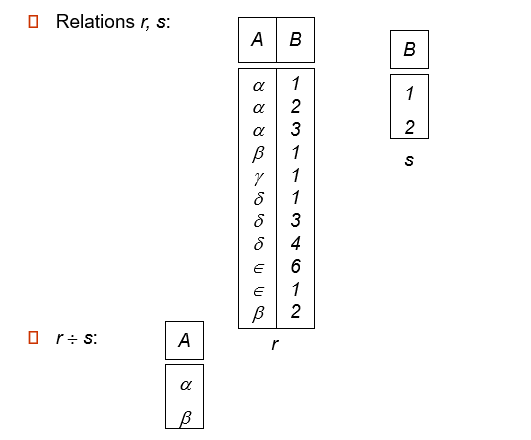 Relations r, s:
A B
α 1
α 2
α 3
β 1
γ 1
δ 1
δ 3
δ 4
∈ 6
∈ 1
β 2
r
B
1
2
s
r ÷ s:
A
α
β